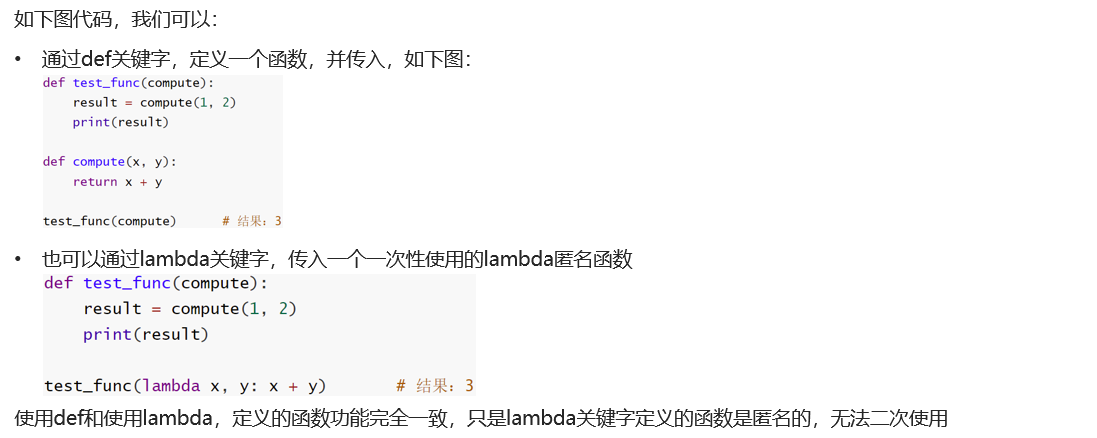 如下图代码，我们可以：
• 通过def关键字，定义一个函数，并传入，如下图：
def test_func(compute):
    result = compute(1, 2)
    print(result)
def compute(x, y):
    return x + y
test_func(compute)      # 结果：3
• 也可以通过lambda关键字，传入一个一次性使用的lambda匿名函数
def test_func(compute):
    result = compute(1, 2)
    print(result)
test_func(lambda x, y: x + y)       # 结果：3
使用def和使用lambda，定义的函数功能完全一致，只是lambda关键字定义的函数是匿名的，无法二次使用